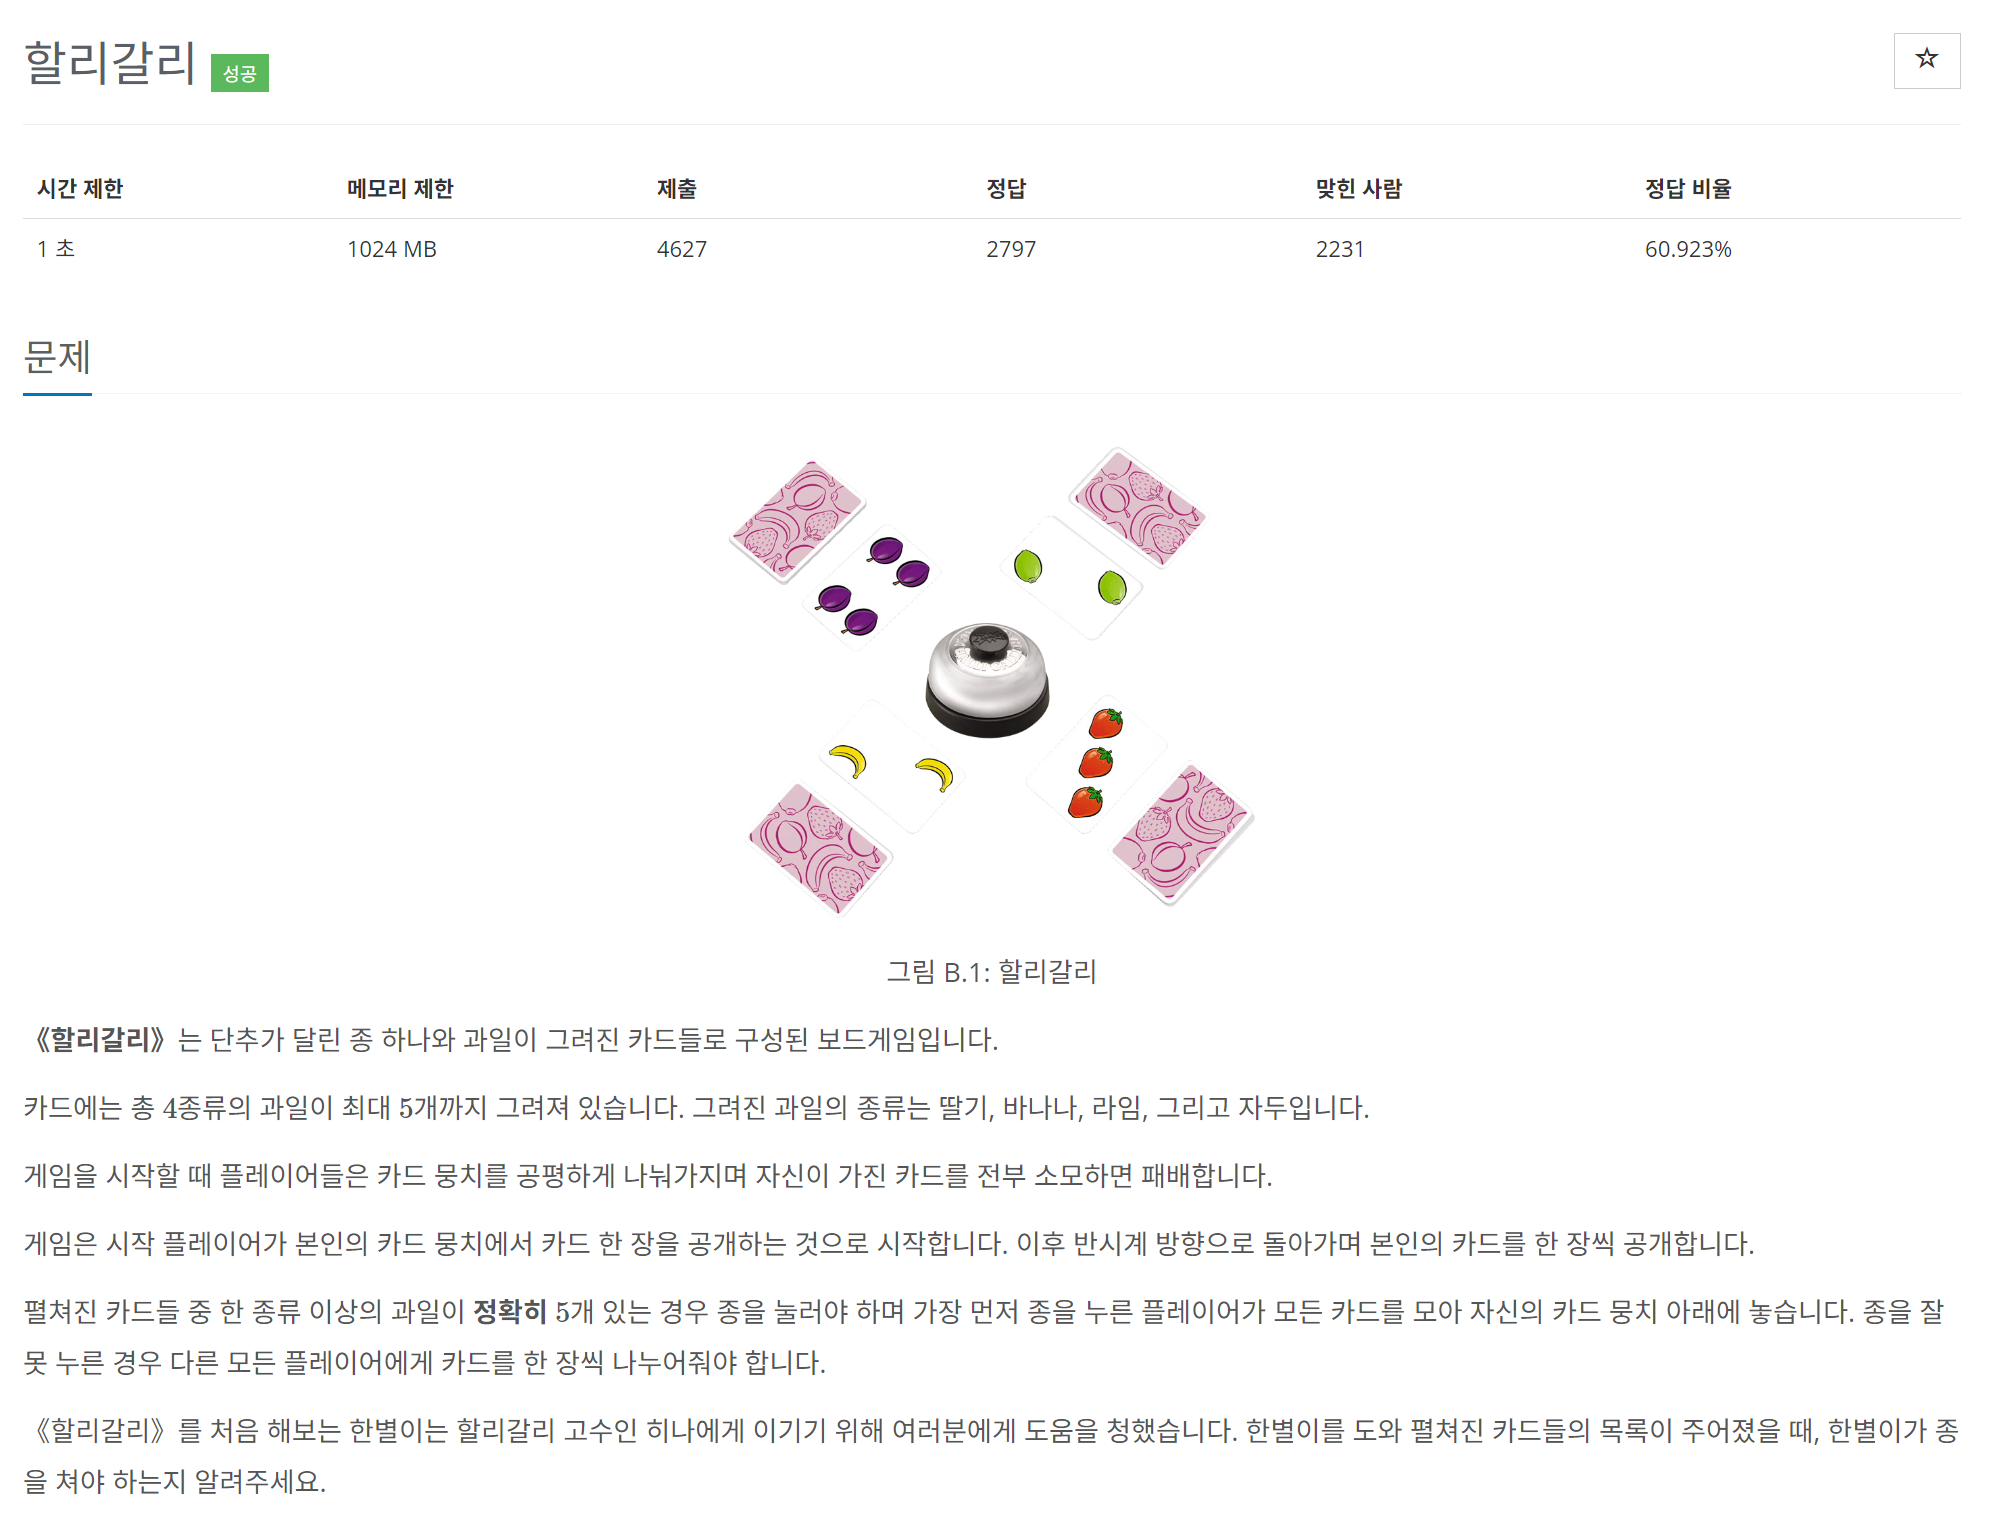 할리갈리 성공
시간 제한 메모리 제한 제출 정답 맞힌 사람 정답 비율
1 초 1024 MB 4627 2797 2231 60.923%
문제
그림 B.1: 할리갈리
《할리갈리》는 단추가 달린 종 하나와 과일이 그려진 카드들로 구성된 보드게임입니다.
카드에는 총 4종류의 과일이 최대 5개까지 그려져 있습니다. 그려진 과일의 종류는 딸기, 바나나, 라임, 그리고 자두입니다.
게임을 시작할 때 플레이어들은 카드 뭉치를 공평하게 나눠가지며 자신이 가진 카드를 전부 소모하면 패배합니다.
게임은 시작 플레이어가 본인의 카드 뭉치에서 카드 한 장을 공개하는 것으로 시작합니다. 이후 반시계 방향으로 돌아가며 본인의 카드를 한 장씩 공개합니다.
펼쳐진 카드들 중 한 종류 이상의 과일이 정확히 5개 있는 경우 종을 눌러야 하며 가장 먼저 종을 누른 플레이어가 모든 카드를 모아 자신의 카드 뭉치 아래에 놓습니다. 종을 잘
못 누른 경우 다른 모든 플레이어에게 카드를 한 장씩 나누어줘야 합니다.
《할리갈리》를 처음 해보는 한별이는 할리갈리 고수인 히나에게 이기기 위해 여러분에게 도움을 청했습니다. 한별이를 도와 펼쳐진 카드들의 목록이 주어졌을 때, 한별이가 종
을 쳐야 하는지 알려주세요.